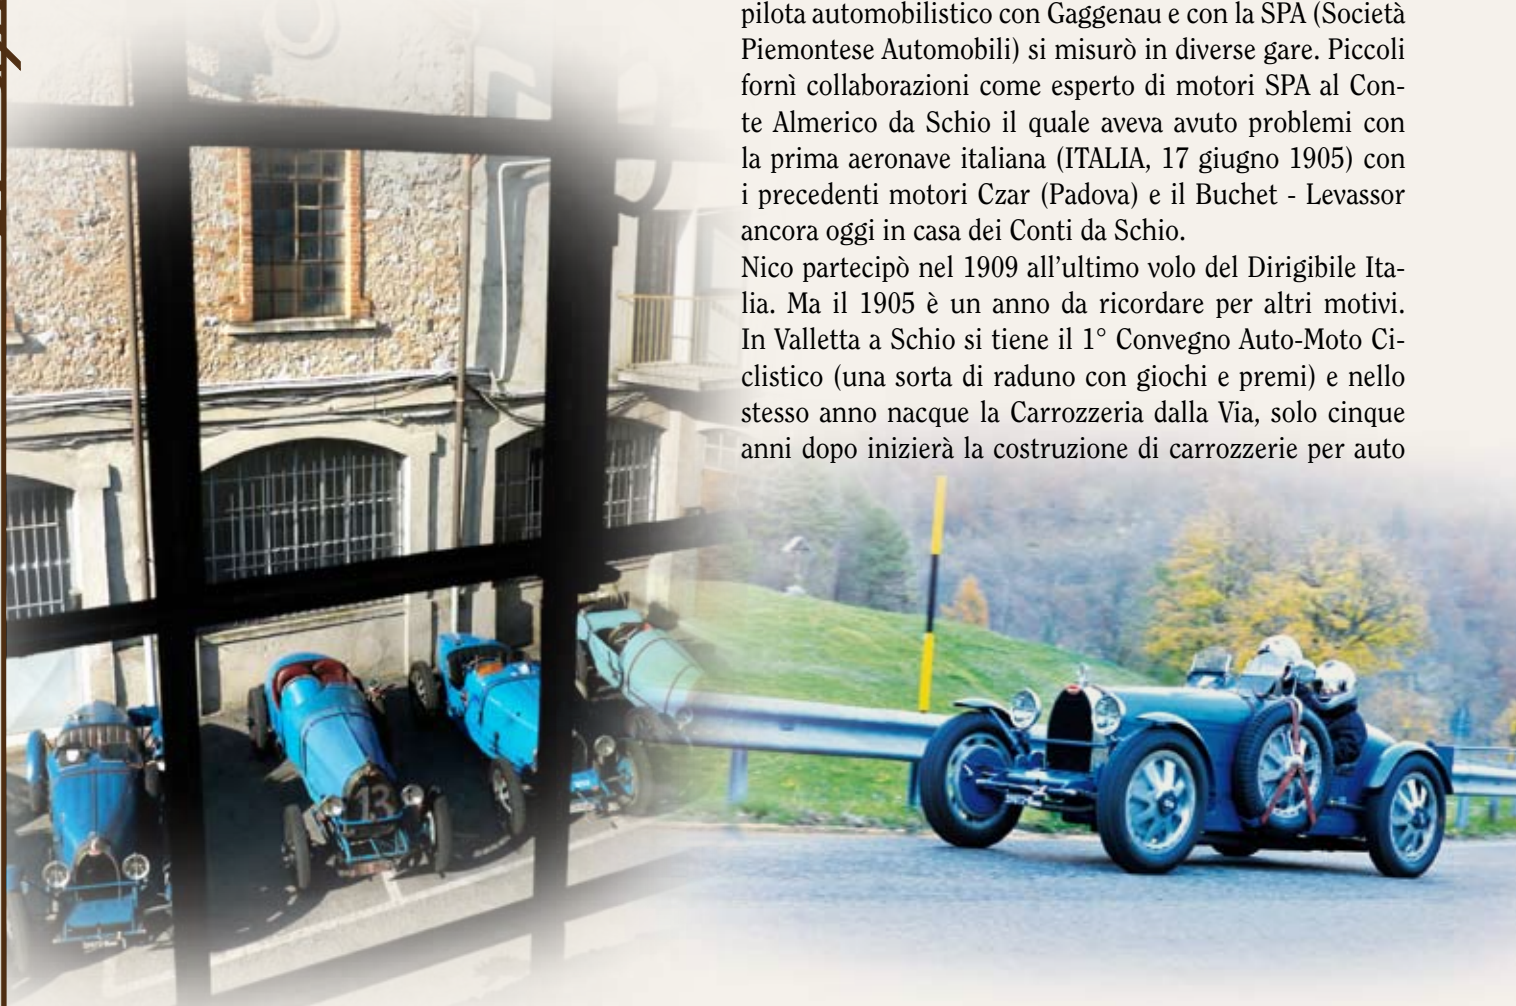 pilota automobilistico con Gaggenau e con la SPA (Società
Piemontese Automobili) si misurò in diverse gare. Piccoli
fornì collaborazioni come esperto di motori SPA al Con-
te Almerico da Schio il quale aveva avuto problemi con
la prima aeronave italiana (ITALIA, 17 giugno 1905) con
i precedenti motori Czar (Padova) e il Buchet - Levassor
ancora oggi in casa dei Conti da Schio.
Nico partecipò nel 1909 all’ultimo volo del Dirigibile Ita-
lia. Ma il 1905 è un anno da ricordare per altri motivi.
In Valletta a Schio si tiene il 1° Convegno Auto-Moto Ci-
clistico (una sorta di raduno con giochi e premi) e nello
stesso anno nacque la Carrozzeria dalla Via, solo cinque
anni dopo inizierà la costruzione di carrozzerie per auto
13